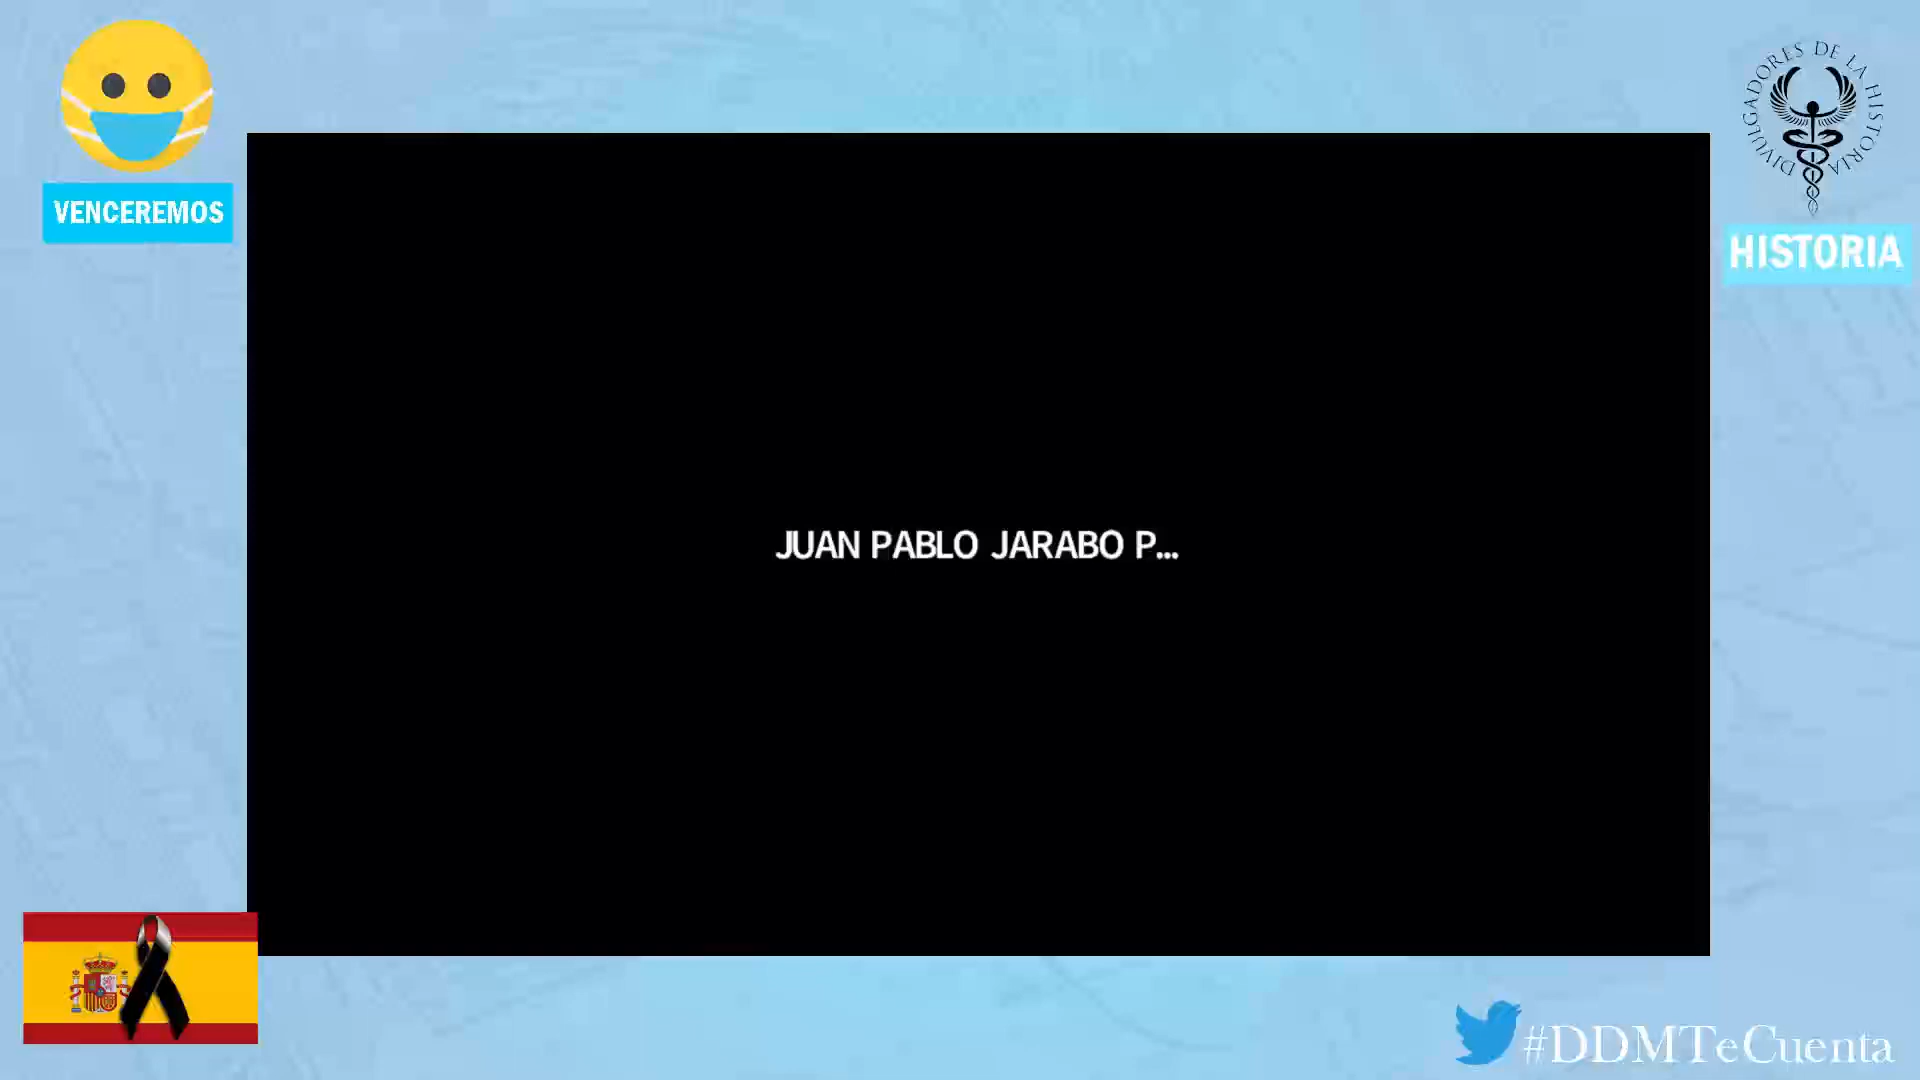 VENCEREMOS
DIVULGADORES DE LA HISTORIA
HISTORIA
JUAN PABLO JARABO P...
#DDMTeCuenta